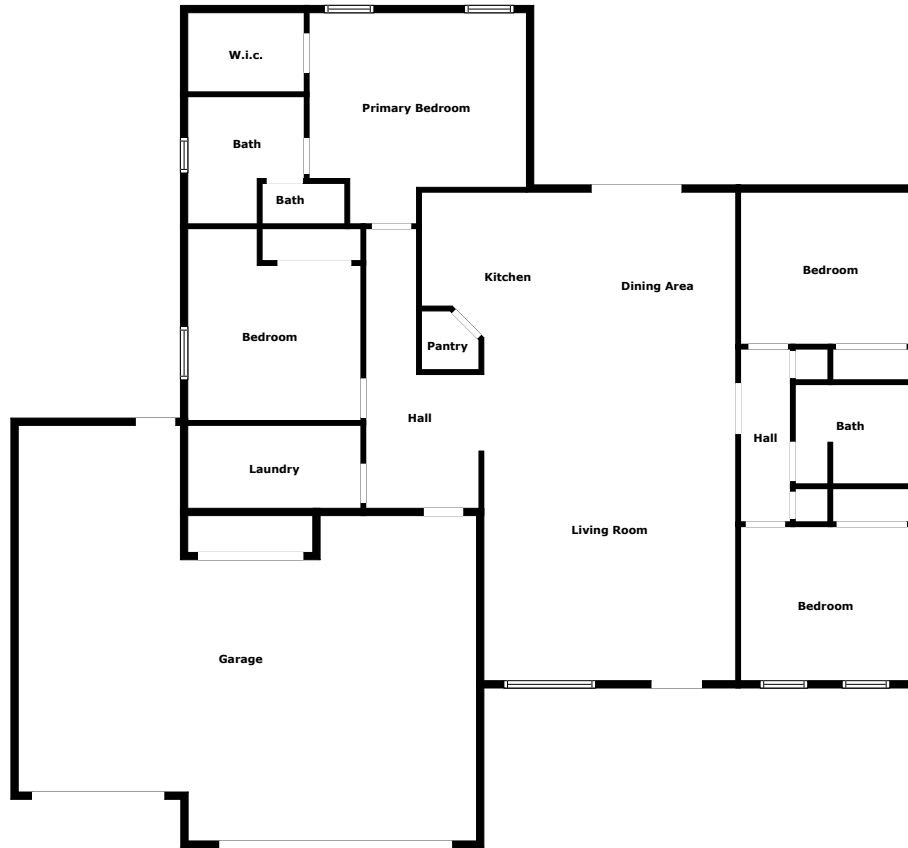 W.i.c.
Primary Bedroom
Bath
Bath
Kitchen
Dining Area
Bedroom
Bedroom
Pantry
Hall
Hall
Bath
Laundry
Living Room
Bedroom
Garage